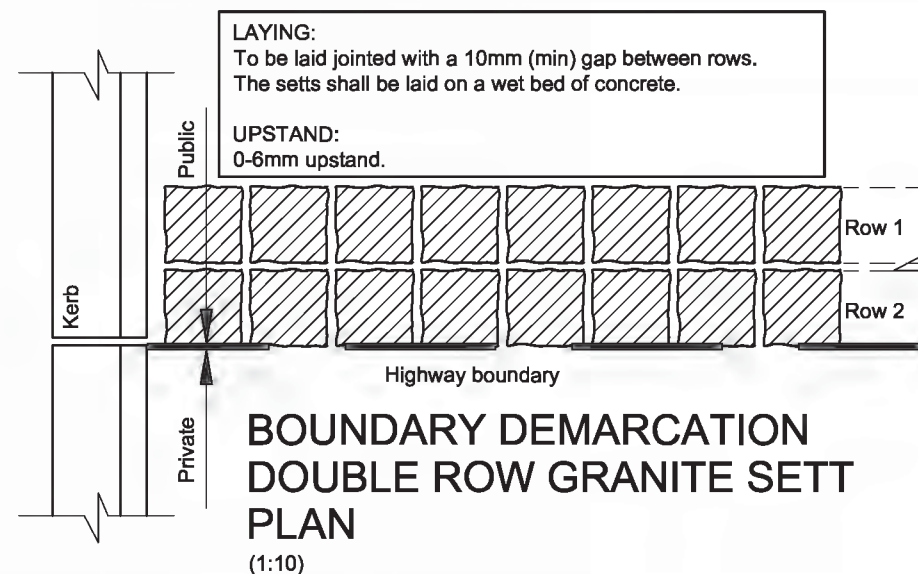 LAYING:
To be laid jointed with a 10mm (min) gap between rows.
The setts shall be laid on a wet bed of concrete.
UPSTAND:
0-6mm upstand.
Public
Row 1
Kerb
Row 2
Highway boundary
Private
BOUNDARY DEMARCATION
DOUBLE ROW GRANITE SETT
PLAN
(1:10)